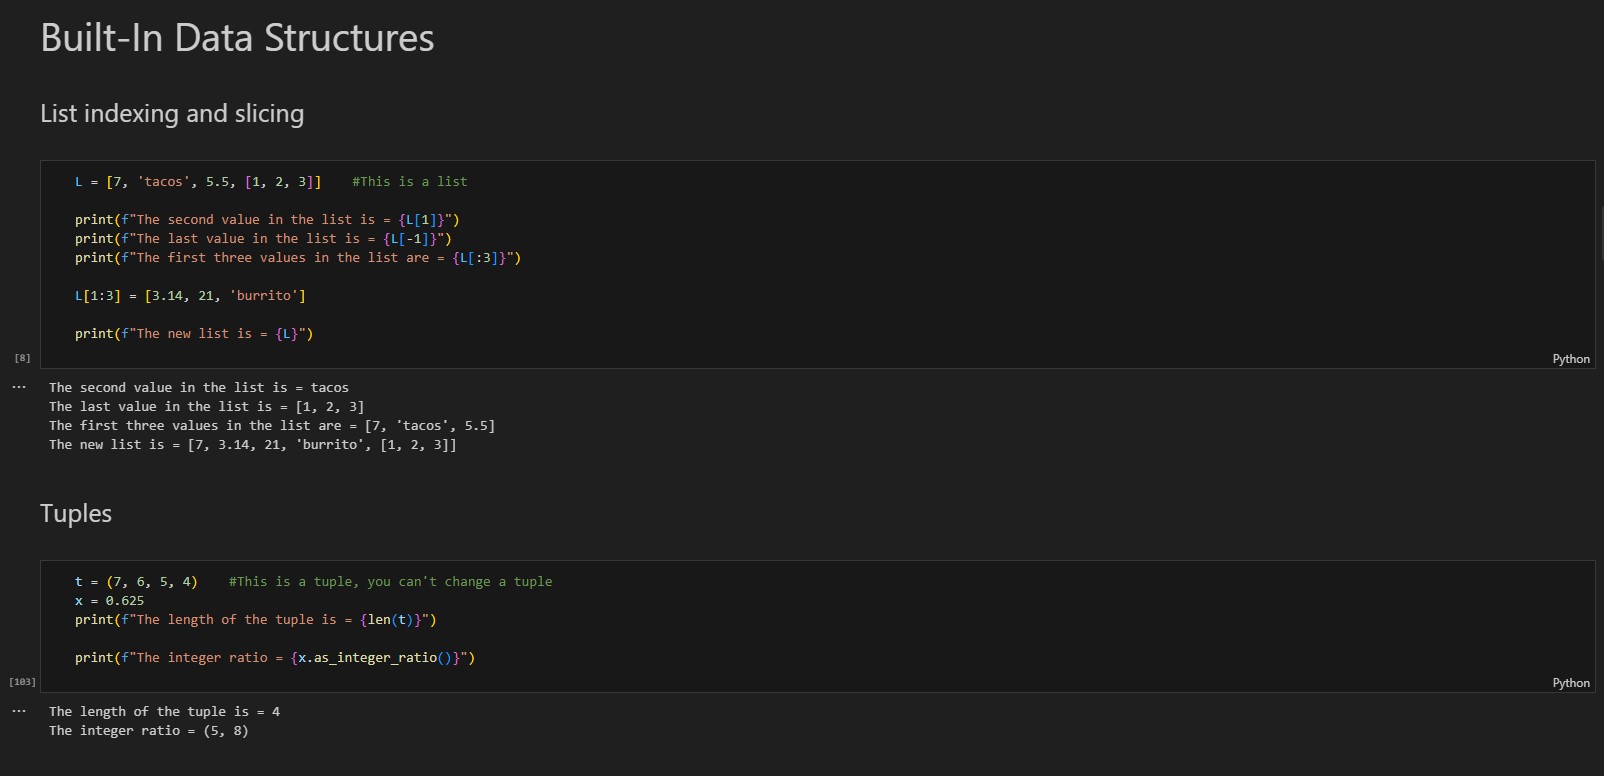 Built-In Data Structures
List indexing and slicing
L = [7, 'tacos', 5.5, [1, 2, 3]]    #This is a list
print(f"The second value in the list is = {L[1]}")
print(f"The last value in the list is = {L[-1]}")
print(f"The first three values in the list are = {L[:3]}")
L[1:3] = [3.14, 21, 'burrito']
print(f"The new list is = {L}")
[8]
Python
... The second value in the list is = tacos
The last value in the list is = [1, 2, 3]
The first three values in the list are = [7, 'tacos', 5.5]
The new list is = [7, 3.14, 21, 'burrito', [1, 2, 3]]
Tuples
t = (7, 6, 5, 4)    #This is a tuple, you can't change a tuple
x = 0.625
print(f"The length of the tuple is = {len(t)}")
print(f"The integer ratio = {x.as_integer_ratio()}")
[103]
Python
... The length of the tuple is = 4
The integer ratio = (5, 8)